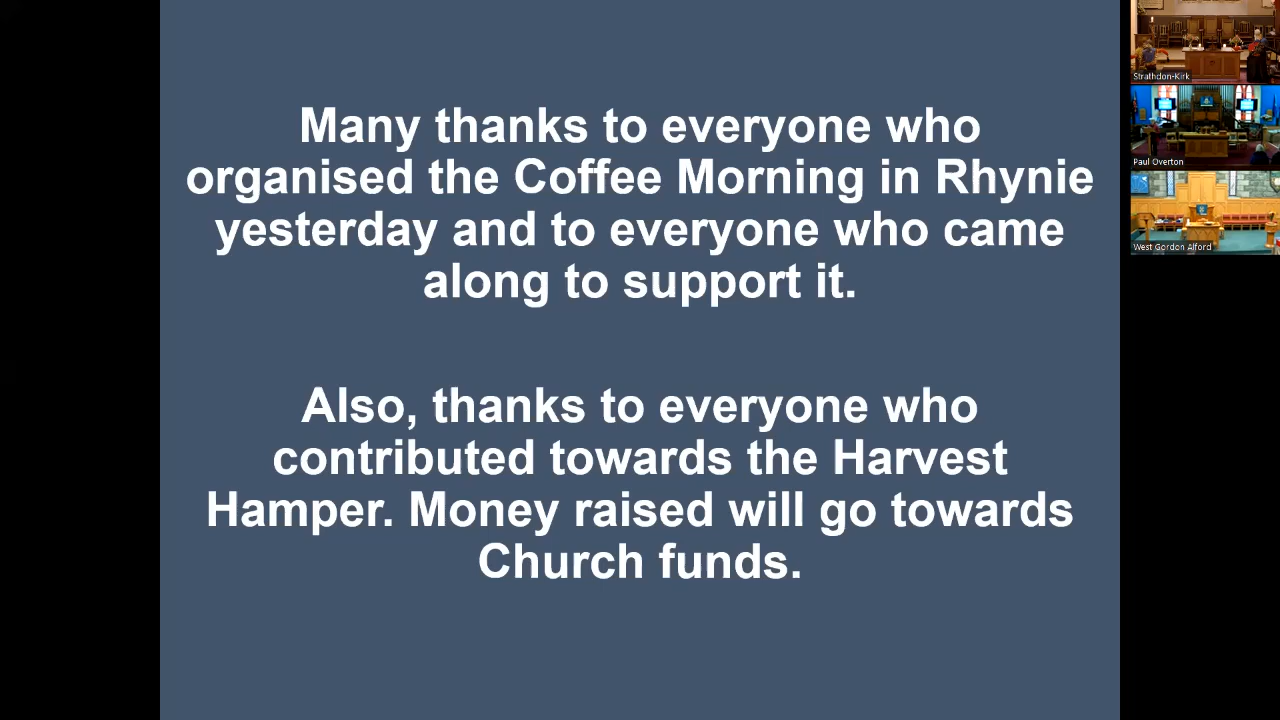 Many thanks to everyone who
organised the Coffee Morning in Rhynie
yesterday and to everyone who came
along to support it.
Also, thanks to everyone who
contributed towards the Harvest
Hamper. Money raised will go towards
Church funds.
Strathdon-Kirk
Paul Overton
West Gordon Alford